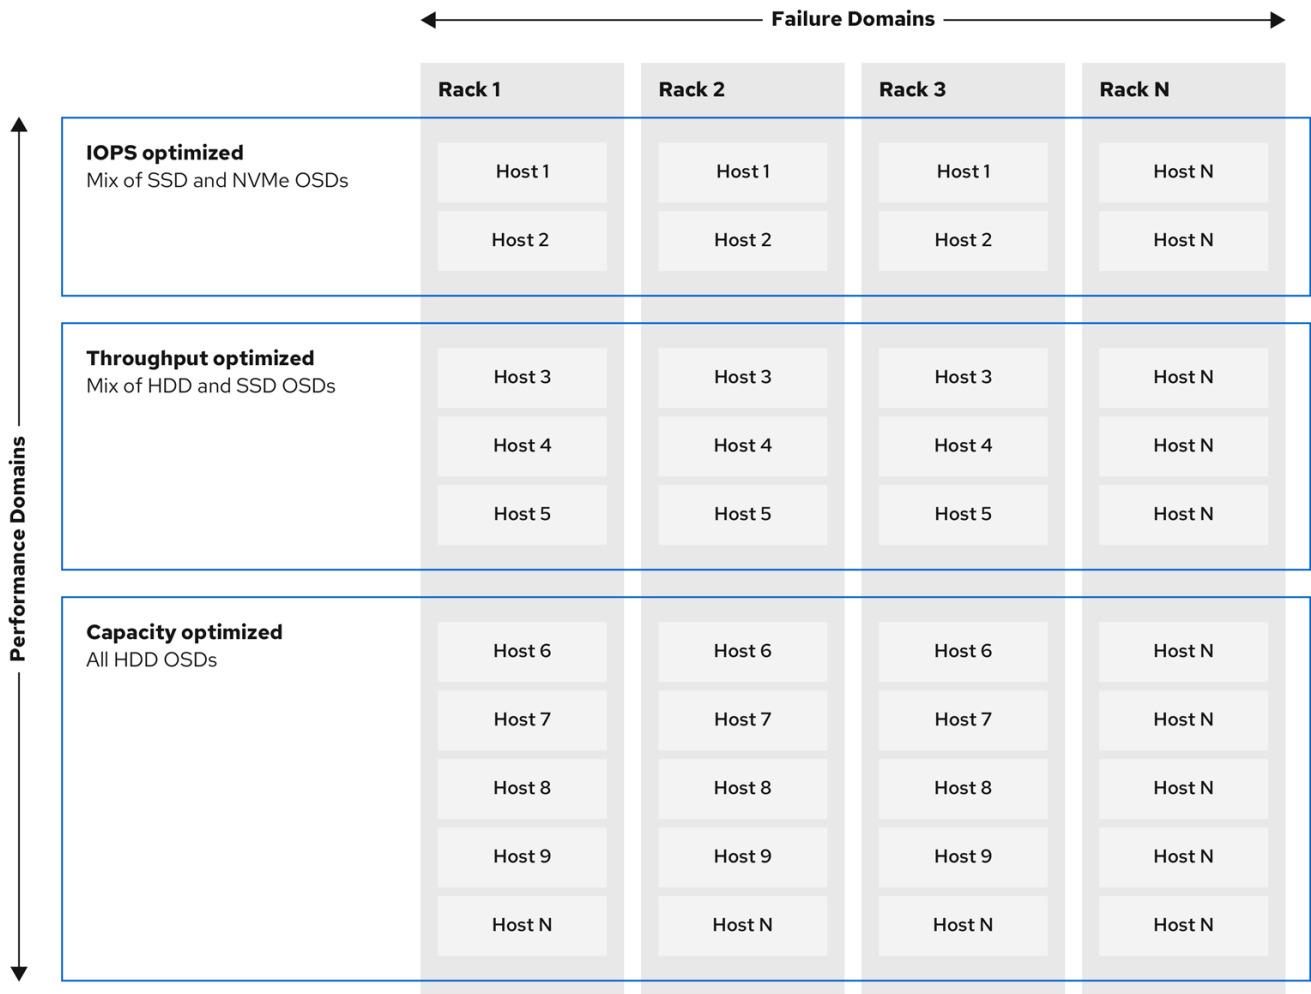 Failure Domains
Rack 1
Rack 2
Rack 3
Rack N
Performance Domains
IOPS optimized
Mix of SSD and NVMe OSDs
Host 1
Host 1
Host 1
Host N
Host 2
Host 2
Host 2
Host N
Throughput optimized
Mix of HDD and SSD OSDs
Host 3
Host 3
Host 3
Host N
Host 4
Host 4
Host 4
Host N
Host 5
Host 5
Host 5
Host N
Capacity optimized
All HDD OSDs
Host 6
Host 6
Host 6
Host N
Host 7
Host 7
Host 7
Host N
Host 8
Host 8
Host 8
Host N
Host 9
Host 9
Host 9
Host N
Host N
Host N
Host N
Host N